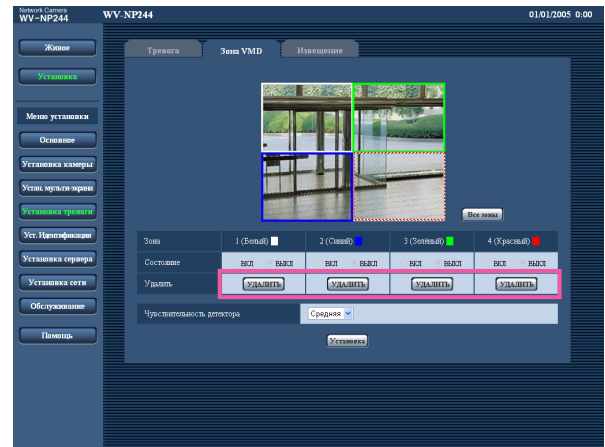 Network Camera
WV-NP244
WV-NP244
01/01/2005 0:00
Живое
Установка
Меню установки
Основное
Установка камеры
Устан. мульти-экрана
Установка тревоги
Уст. Идентификации
Установка сервера
Установка сети
Обслуживание
Помощь
Тревога
Зона VMD
Извещение
Все зоны
Зона
1 (Белый)
2 (Синий)
3 (Зелёный)
4 (Красный)
Состояние
ВКЛ ВЫКЛ
ВКЛ ВЫКЛ
ВКЛ ВЫКЛ
ВКЛ ВЫКЛ
Удалить
УДАЛИТЬ
УДАЛИТЬ
УДАЛИТЬ
УДАЛИТЬ
Чувствительность детектора
Средняя
Установка